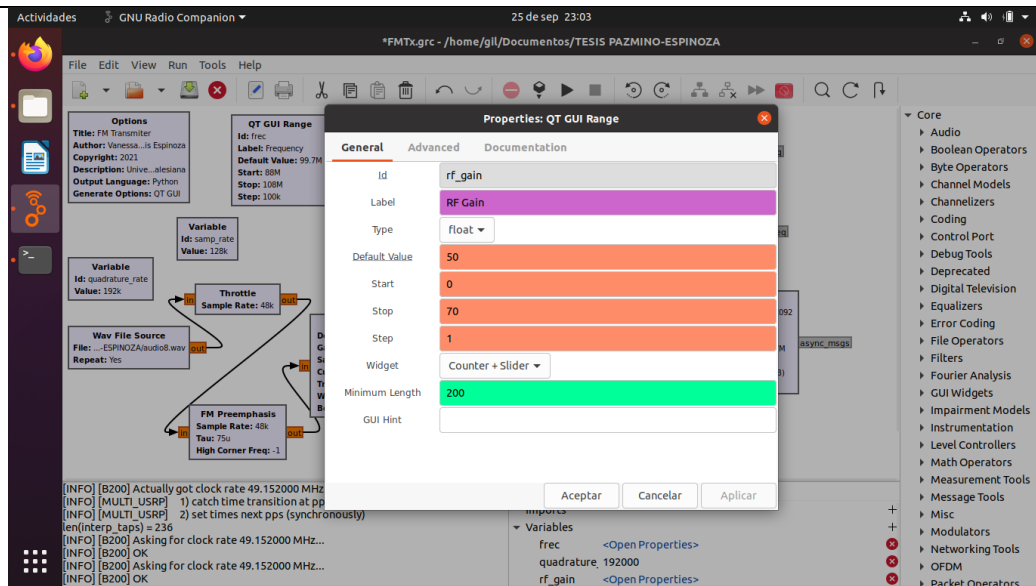 Actividades
GNU Radio Companion
25 de sep 23:03
*FMTx.grc - /home/gil/Documentos/TESIS PAZMINO-ESPINOZA
File Edit View Run Tools Help
Options
Title: FM Transmiter
Author: Vanessa...is Espinoza
Copyright: 2021
Description: Unive...alesiana
Output Language: Python
Generate Options: QT GUI
QT GUI Range
Id: frec
Label: Frequency
Default Value: 99.7M
Start: 88M
Stop: 108M
Step: 100k
Variable
Id: samp_rate
Value: 128k
Variable
Id: quadrature_rate
Value: 192k
Throttle
Sample Rate: 48k
in
out
Wav File Source
File: ...-ESPINOZA/audio8.wav
Repeat: Yes
out
FM Preemphasis
Sample Rate: 48k
Tau: 75u
High Corner Freq: -1
in
out
in
async_msgs
Properties: QT GUI Range
General Advanced Documentation
Id rf_gain
Label RF Gain
Type float
Default Value 50
Start 0
Stop 70
Step 1
Widget Counter + Slider
Minimum Length 200
GUI Hint
Aceptar Cancelar Aplicar
[INFO] [B200] Actually got clock rate 49.152000 MHz
[INFO] [MULTI_USRP] 1) catch time transition at pp
[INFO] [MULTI_USRP] 2) set times next pps (synchronously)
len(interp_taps) = 236
[INFO] [B200] Asking for clock rate 49.152000 MHz...
[INFO] [B200] OK
[INFO] [B200] Asking for clock rate 49.152000 MHz...
[INFO] [B200] OK
Imports
Variables
frec <Open Properties>
quadrature_ 192000
rf_gain <Open Properties>
Core
Audio
Boolean Operators
Byte Operators
Channel Models
Channelizers
Coding
Control Port
Debug Tools
Deprecated
Digital Television
Equalizers
Error Coding
File Operators
Filters
Fourier Analysis
GUI Widgets
Impairment Models
Instrumentation
Level Controllers
Math Operators
Measurement Tools
Message Tools
Misc
Modulators
Networking Tools
OFDM
Packet Operators